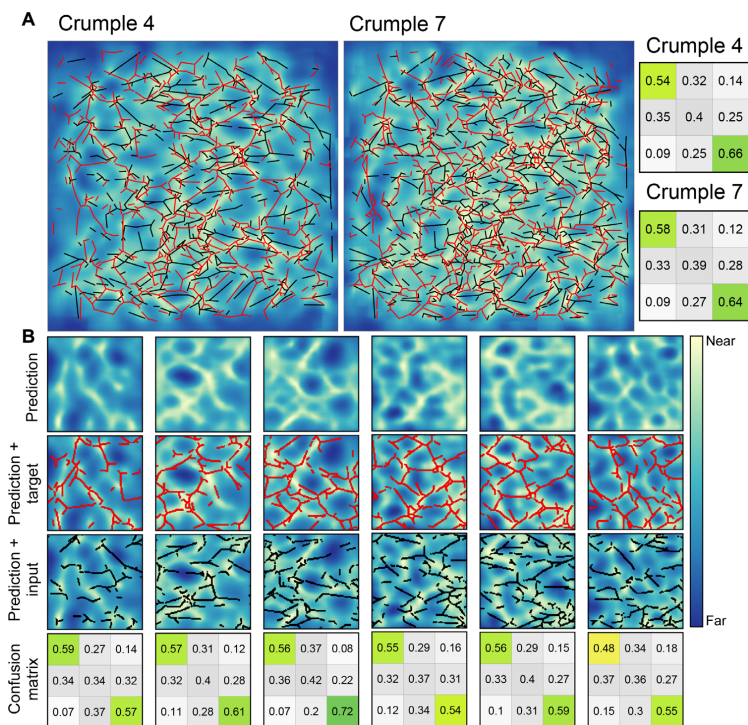 A
Crumple 4
Crumple 7
Crumple 4
0.54 0.32 0.14
0.35 0.4 0.25
0.09 0.25 0.66
Crumple 7
0.58 0.31 0.12
0.33 0.39 0.28
0.09 0.27 0.64
B
Prediction
Near
Prediction +
target
Prediction +
input
Far
Confusion
matrix
0.59 0.27 0.14 0.57 0.31 0.12 0.56 0.37 0.08 0.55 0.29 0.16 0.56 0.29 0.15 0.48 0.34 0.18
0.34 0.34 0.32 0.32 0.4 0.28 0.36 0.42 0.22 0.32 0.37 0.31 0.33 0.4 0.27 0.37 0.36 0.27
0.07 0.37 0.57 0.11 0.28 0.61 0.07 0.2 0.72 0.12 0.34 0.54 0.1 0.31 0.59 0.15 0.3 0.55